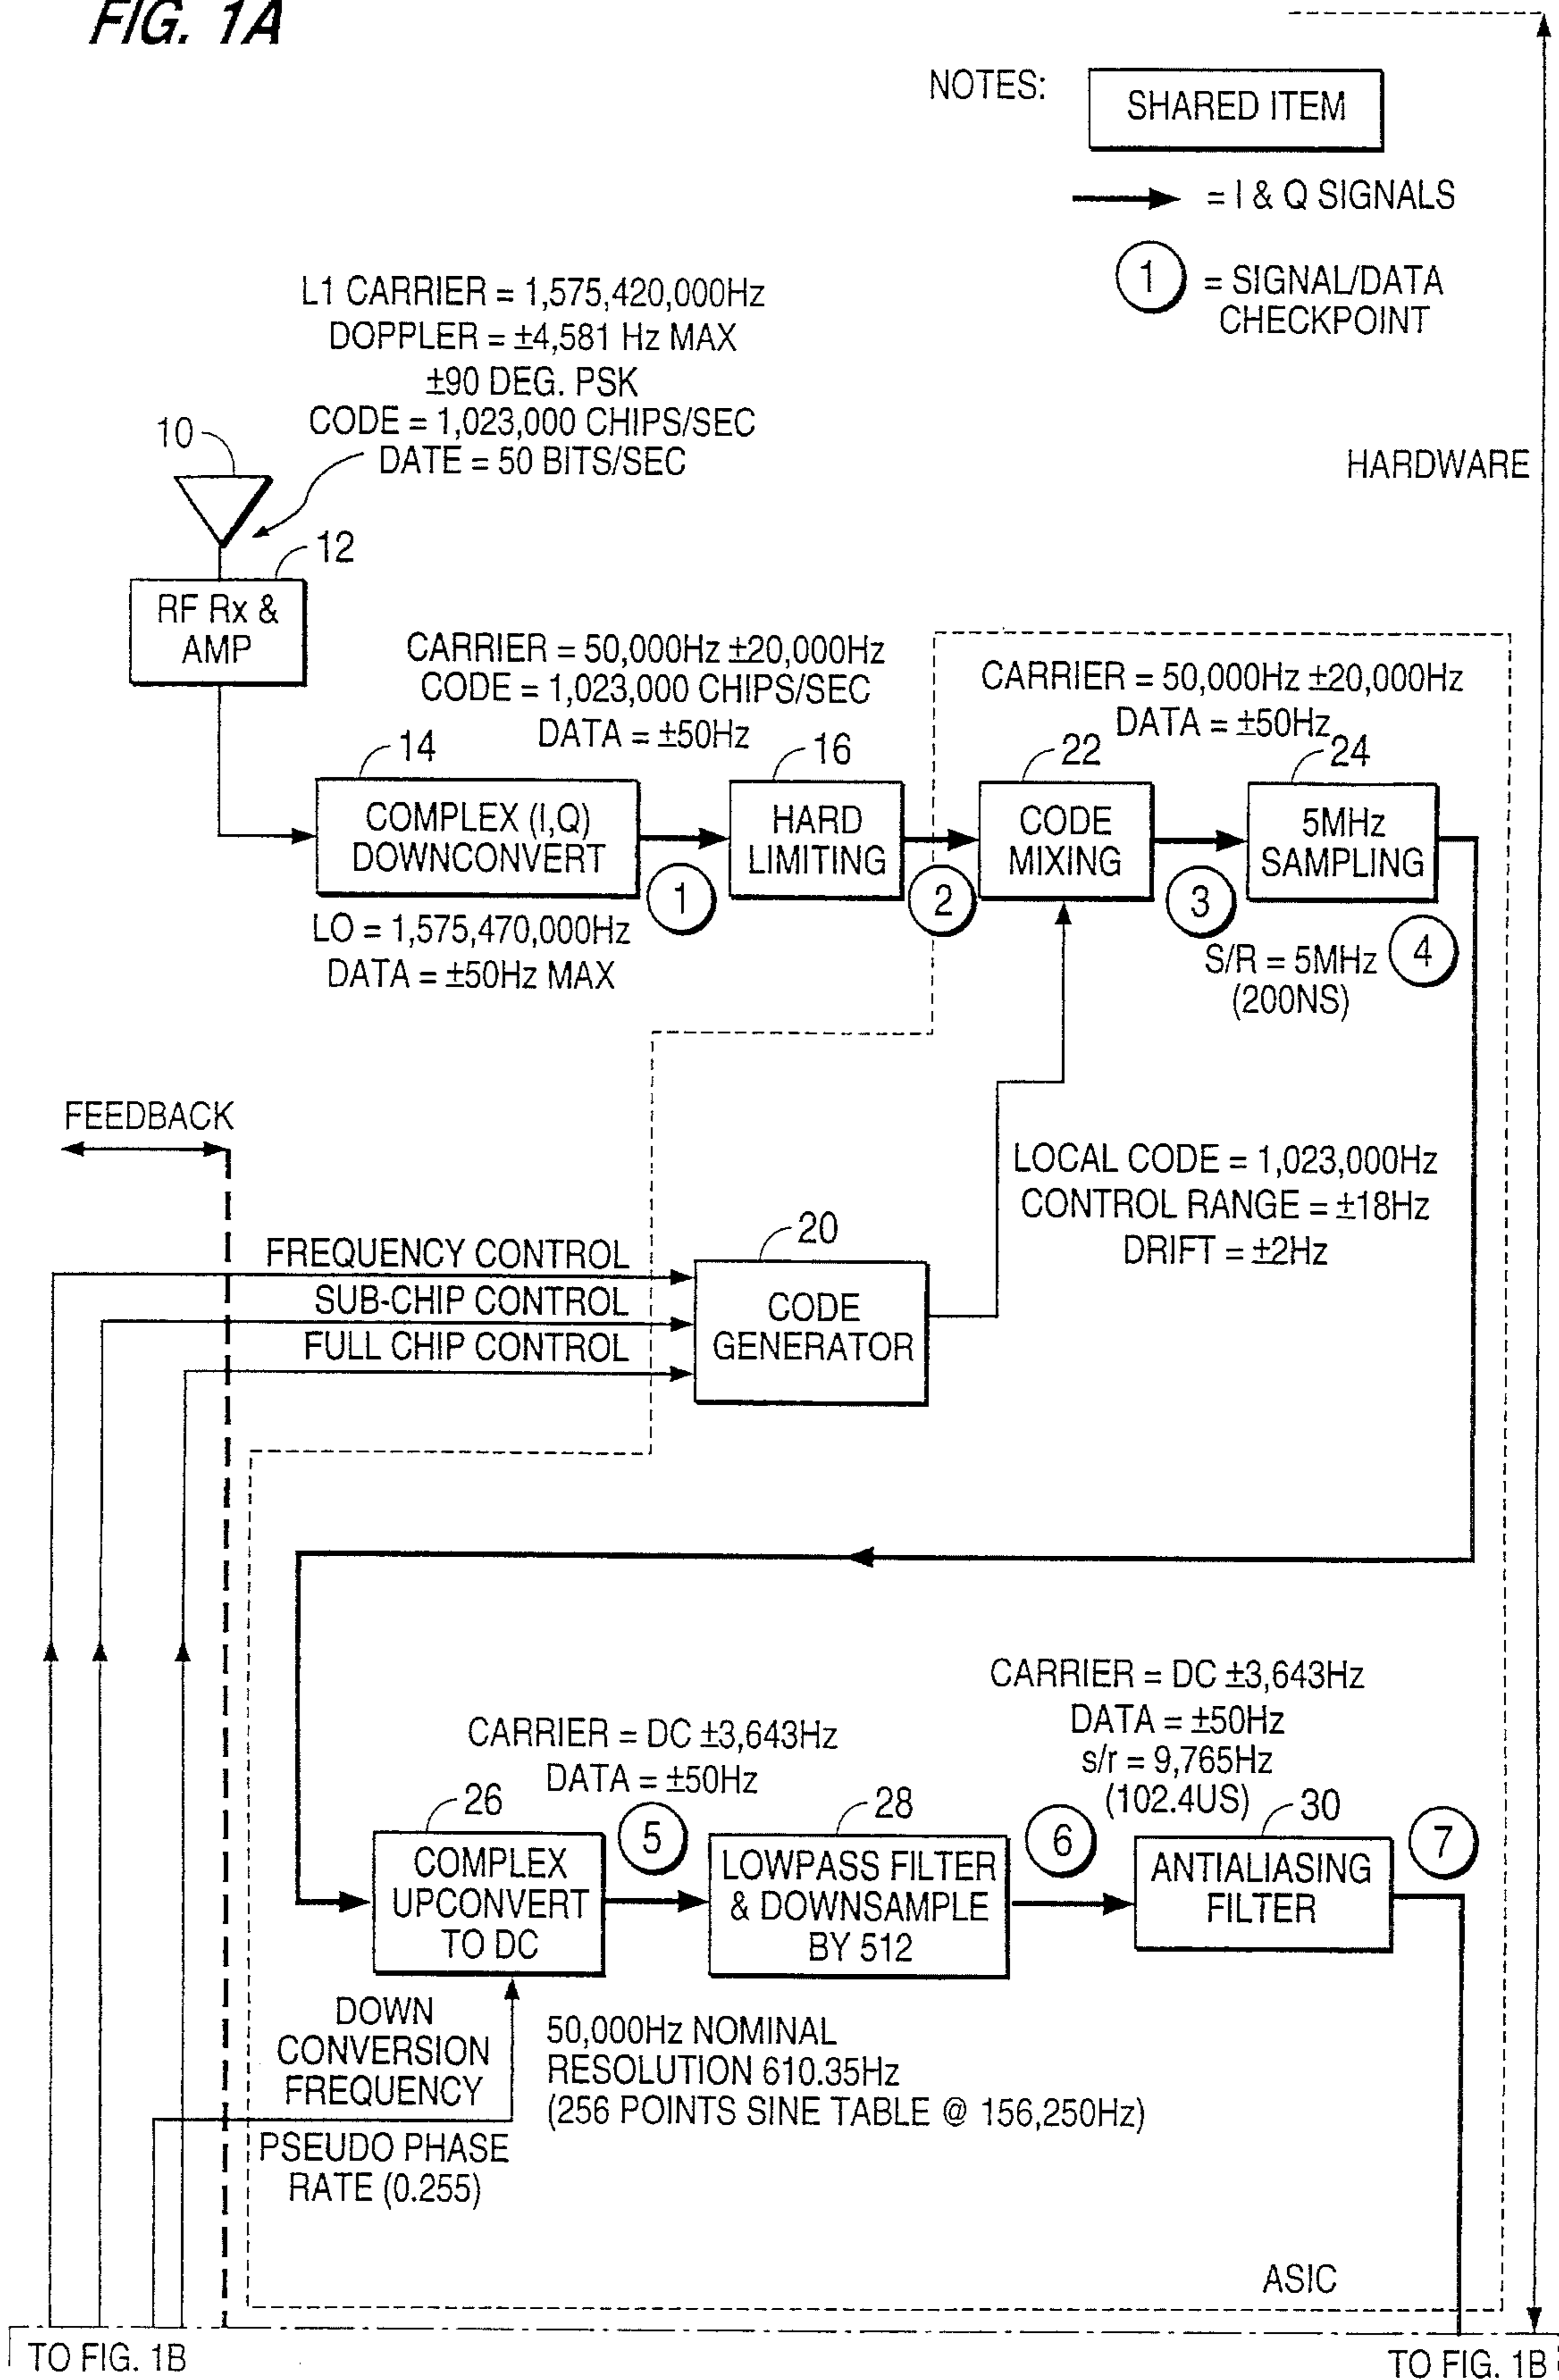 FIG. 1A
NOTES:
SHARED ITEM
= I & Q SIGNALS
1
= SIGNAL/DATA
CHECKPOINT
L1 CARRIER = 1,575,420,000Hz
DOPPLER = ±4,581 Hz MAX
±90 DEG. PSK
CODE = 1,023,000 CHIPS/SEC
DATE = 50 BITS/SEC
10
HARDWARE
12
RF Rx &
AMP
CARRIER = 50,000Hz ±20,000Hz
CODE = 1,023,000 CHIPS/SEC
DATA = ±50Hz
CARRIER = 50,000Hz ±20,000Hz
DATA = ±50Hz
14
COMPLEX (I,Q)
DOWNCONVERT
1
16
HARD
LIMITING
2
22
CODE
MIXING
3
24
5MHz
SAMPLING
4
LO = 1,575,470,000Hz
DATA = ±50Hz MAX
S/R = 5MHz
(200NS)
FEEDBACK
LOCAL CODE = 1,023,000Hz
CONTROL RANGE = ±18Hz
DRIFT = ±2Hz
FREQUENCY CONTROL
SUB-CHIP CONTROL
FULL CHIP CONTROL
20
CODE
GENERATOR
CARRIER = DC ±3,643Hz
DATA = ±50Hz
CARRIER = DC ±3,643Hz
DATA = ±50Hz
s/r = 9,765Hz
(102.4US)
26
COMPLEX
UPCONVERT
TO DC
5
28
LOWPASS FILTER
& DOWNSAMPLE
BY 512
6
30
ANTIALIASING
FILTER
7
DOWN
CONVERSION
FREQUENCY
50,000Hz NOMINAL
RESOLUTION 610.35Hz
(256 POINTS SINE TABLE @ 156,250Hz)
PSEUDO PHASE
RATE (0.255)
ASIC
TO FIG. 1B
TO FIG. 1B